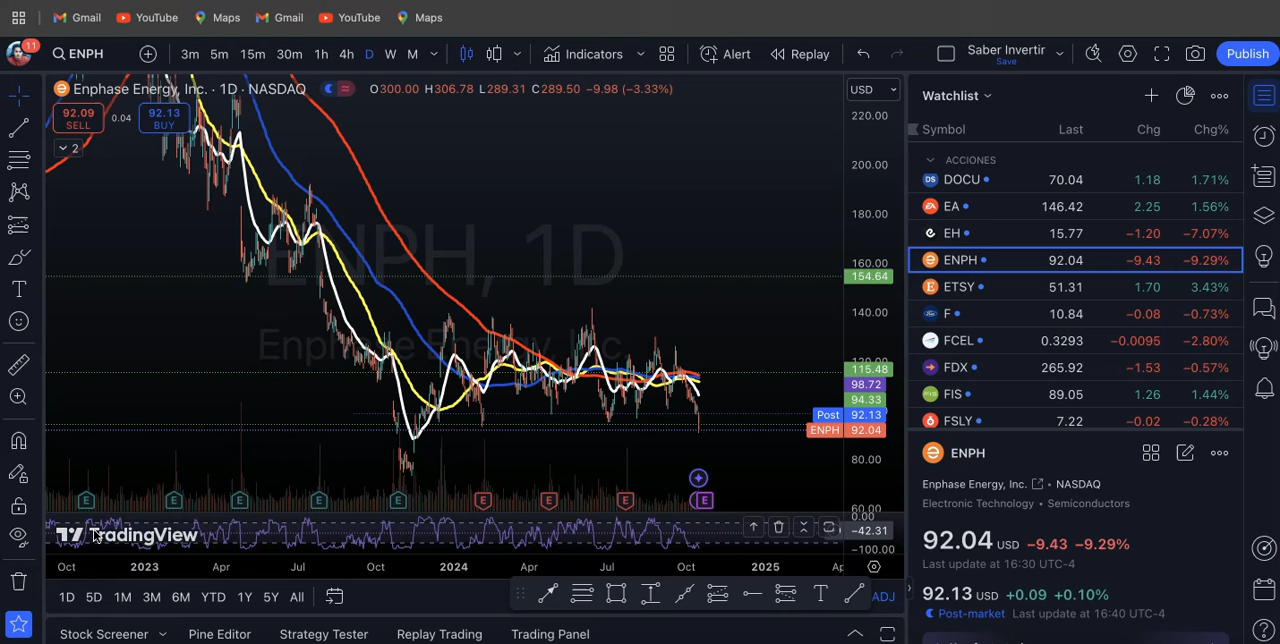 Gmail YouTube Maps Gmail YouTube Maps
11 ENPH 3m 5m 15m 30m 1h 4h D W M Indicators Alert Replay Saber Invertir Save Publish
Enphase Energy, Inc. · 1D · NASDAQ O300.00 H306.78 L289.31 C289.50 −9.98 (−3.33%)
92.09 SELL 0.04 92.13 BUY
2
ENPH, 1D
Enphase Energy, Inc.
USD
220.00
200.00
180.00
160.00
154.64
140.00
120.00
115.48
98.72
94.33
Post 92.13
ENPH 92.04
80.00
60.00
E E E E E E E E E
0.00
TradingView
−42.31
−100.00
Oct 2023 Apr Jul Oct 2024 Apr Jul Oct 2025 Ap
1D 5D 1M 3M 6M YTD 1Y 5Y All ADJ
Stock Screener Pine Editor Strategy Tester Replay Trading Trading Panel
Watchlist
Symbol Last Chg Chg%
ACCIONES
DOCU 70.04 1.18 1.71%
EA 146.42 2.25 1.56%
EH 15.77 −1.20 −7.07%
ENPH 92.04 −9.43 −9.29%
ETSY 51.31 1.70 3.43%
F 10.84 −0.08 −0.73%
FCEL 0.3293 −0.0095 −2.80%
FDX 265.92 −1.53 −0.57%
FIS 89.05 1.26 1.44%
FSLY 7.22 −0.02 −0.28%
ENPH
Enphase Energy, Inc. • NASDAQ
Electronic Technology • Semiconductors
92.04 USD −9.43 −9.29%
Last update at 16:30 UTC-4
92.13 USD +0.09 +0.10%
Post-market Last update at 16:40 UTC-4